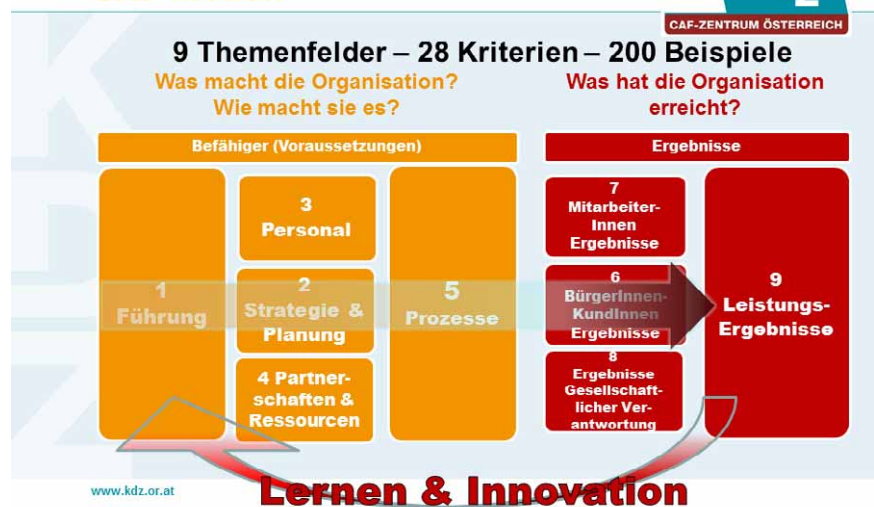 CAF-ZENTRUM ÖSTERREICH
9 Themenfelder – 28 Kriterien – 200 Beispiele
Was macht die Organisation?
Wie macht sie es?
Was hat die Organisation
erreicht?
Befähiger (Voraussetzungen)
Ergebnisse
1
Führung
3
Personal
2
Strategie &
Planung
4 Partner-
schaften &
Ressourcen
5
Prozesse
7
Mitarbeiter-
Innen
Ergebnisse
6
BürgerInnen-
KundInnen
Ergebnisse
8
Ergebnisse
Gesellschaft-
licher Ver-
antwortung
9
Leistungs-
Ergebnisse
www.kdz.or.at
Lernen & Innovation